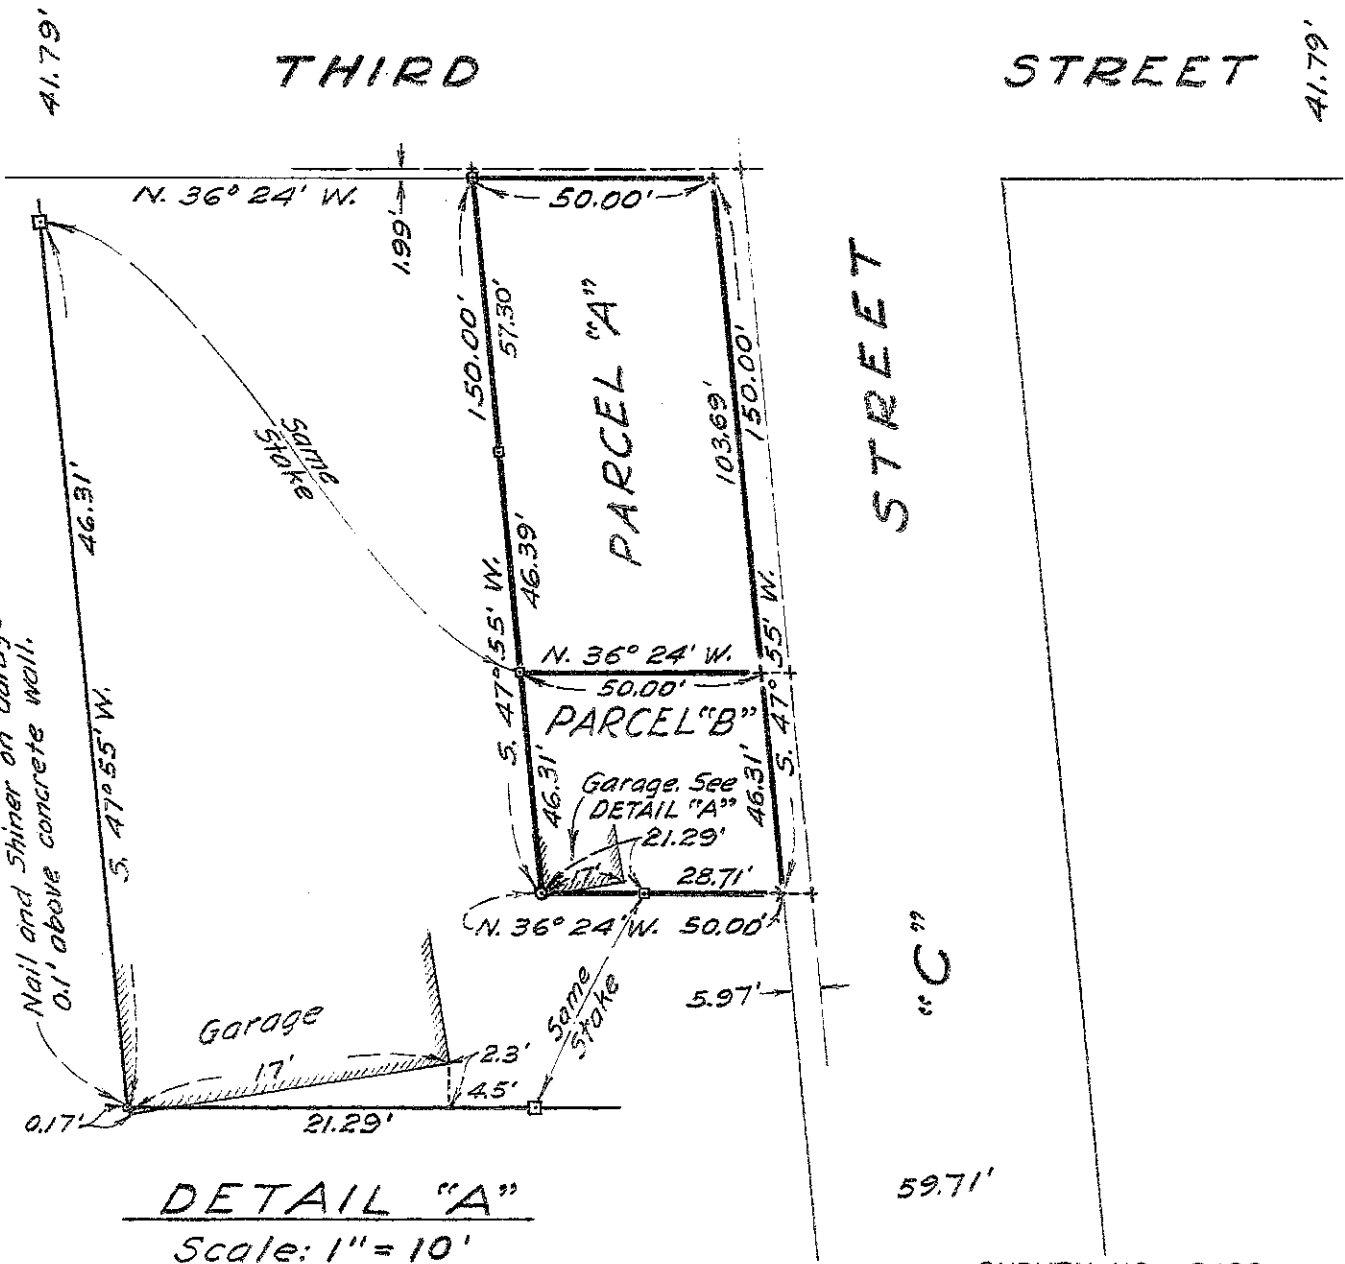 41.79'
THIRD
STREET
41.79'
N. 36° 24' W.
50.00'
1.99'
150.00'
57.30'
PARCEL "A"
103.69'
150.00'
STREET
Same
Stake
46.31'
S. 47° 55' W.
46.39'
S. 47° 55' W.
N. 36° 24' W.
50.00'
PARCEL "B"
S. 47° 55' W.
46.31'
46.31'
Garage. See
DETAIL "A"
21.29'
17'
28.71'
N. 36° 24' W. 50.00'
Nail and Shiner on
0.1' above concrete wall.
"C"
5.97'
Same
Stake
Garage
17'
2.3'
4.5'
0.17'
21.29'
59.71'
DETAIL "A"
Scale: 1" = 10'